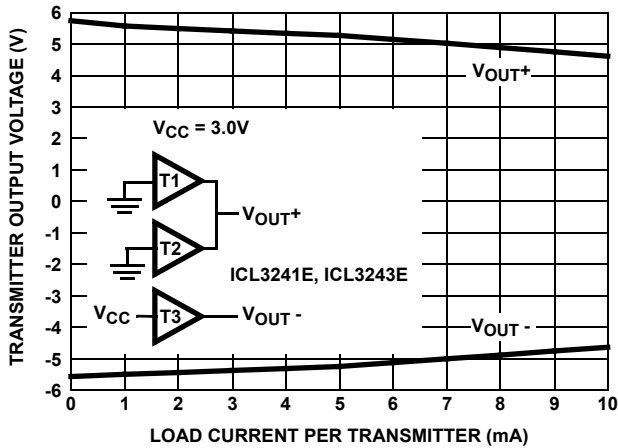 TRANSMITTER OUTPUT VOLTAGE (V)
6
5
4
3
2
1
0
-1
-2
-3
-4
-5
-6
VOUT+
VCC = 3.0V
T1
VOUT+
T2
ICL3241E, ICL3243E
VCC
T3
VOUT -
VOUT -
0 1 2 3 4 5 6 7 8 9 10
LOAD CURRENT PER TRANSMITTER (mA)